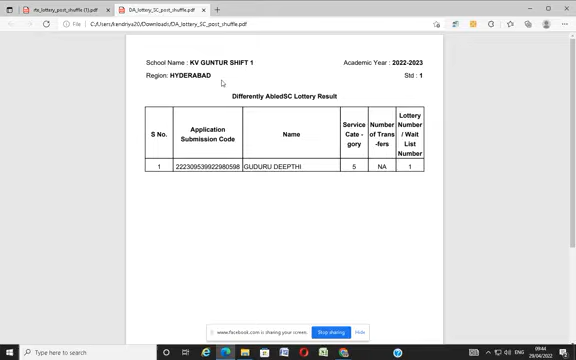 rte_lottery_post_shuffle (1).pdf
DA_lottery_SC_post_shuffle.pdf
File
C:/Users/kendriya20/Downloads/DA_lottery_SC_post_shuffle.pdf
School Name : KV GUNTUR SHIFT 1
Academic Year : 2022-2023
Region: HYDERABAD
Std : 1
Differently AbledSC Lottery Result
S No.
Application
Submission Code
Name
Service
Cate -
gory
Number
of Trans
-fers
Lottery
Number
/ Wait
List
Number
1 222309539922980598 GUDURU DEEPTHI 5 NA 1
www.facebook.com is sharing your screen.
Stop sharing
Hide
Type here to search
ENG
09:44
29/04/2022